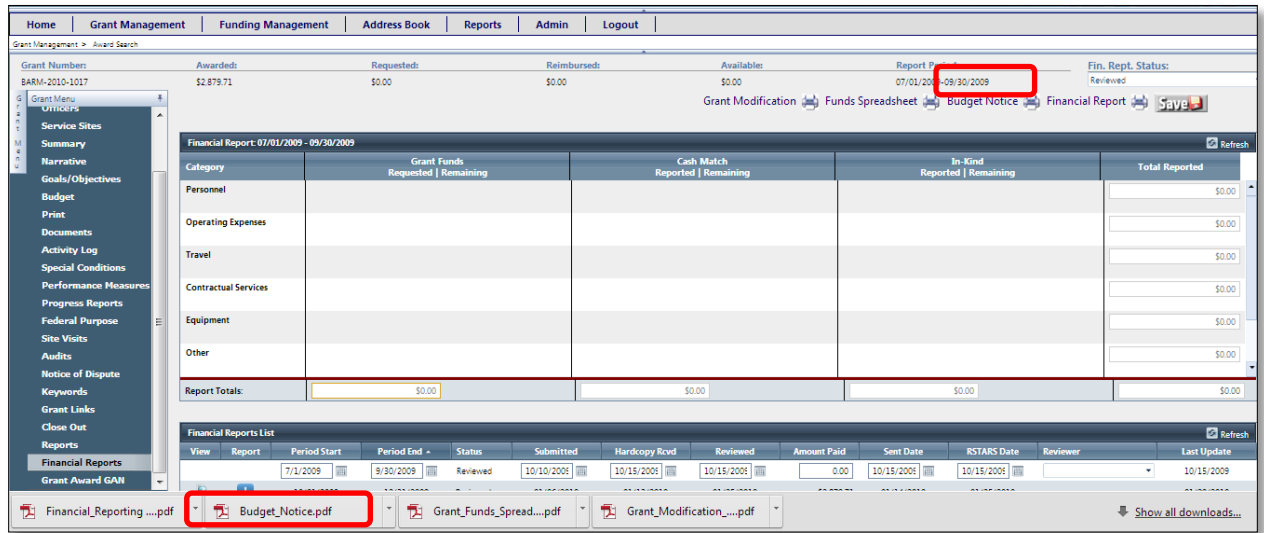 Home Grant Management Funding Management Address Book Reports Admin Logout
Grant Management > Award Search
Grant Number: Awarded: Requested: Reimbursed: Available: Report Fin. Rept. Status:
BARM-2010-1017 $2,879.71 $0.00 $0.00 $0.00 07/01/2009-09/30/2009 Reviewed
Grant Modification Funds Spreadsheet Budget Notice Financial Report Save
Grant Menu
Grant Menu
Officers
Service Sites
Summary
Narrative
Goals/Objectives
Budget
Print
Documents
Activity Log
Special Conditions
Performance Measures
Progress Reports
Federal Purpose
Site Visits
Audits
Notice of Dispute
Keywords
Grant Links
Close Out
Reports
Financial Reports
Grant Award GAN
Financial Report: 07/01/2009 - 09/30/2009 Refresh
Category Grant Funds Requested | Remaining Cash Match Reported | Remaining In-Kind Reported | Remaining Total Reported
Personnel $0.00
Operating Expenses $0.00
Travel $0.00
Contractual Services $0.00
Equipment $0.00
Other $0.00
Report Totals: $0.00 $0.00 $0.00 $0.00
Financial Reports List Refresh
View Report Period Start Period End Status Submitted Hardcopy Rcvd Reviewed Amount Paid Sent Date RSTARS Date Reviewer Last Update
7/1/2009 9/30/2009 Reviewed 10/10/2009 10/15/2009 10/15/2009 0.00 10/15/2009 10/15/2009 10/15/2009
Financial_Reporting ....pdf Budget_Notice.pdf Grant_Funds_Spread....pdf Grant_Modification_....pdf Show all downloads...